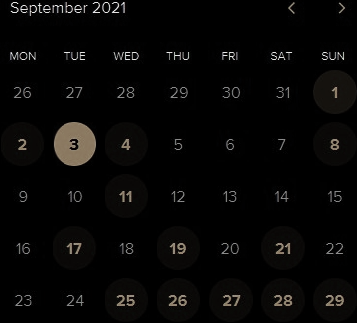 September 2021
MON TUE WED THU FRI SAT SUN
26 27 28 29 30 31 1
2 3 4 5 6 7 8
9 10 11 12 13 14 15
16 17 18 19 20 21 22
23 24 25 26 27 28 29